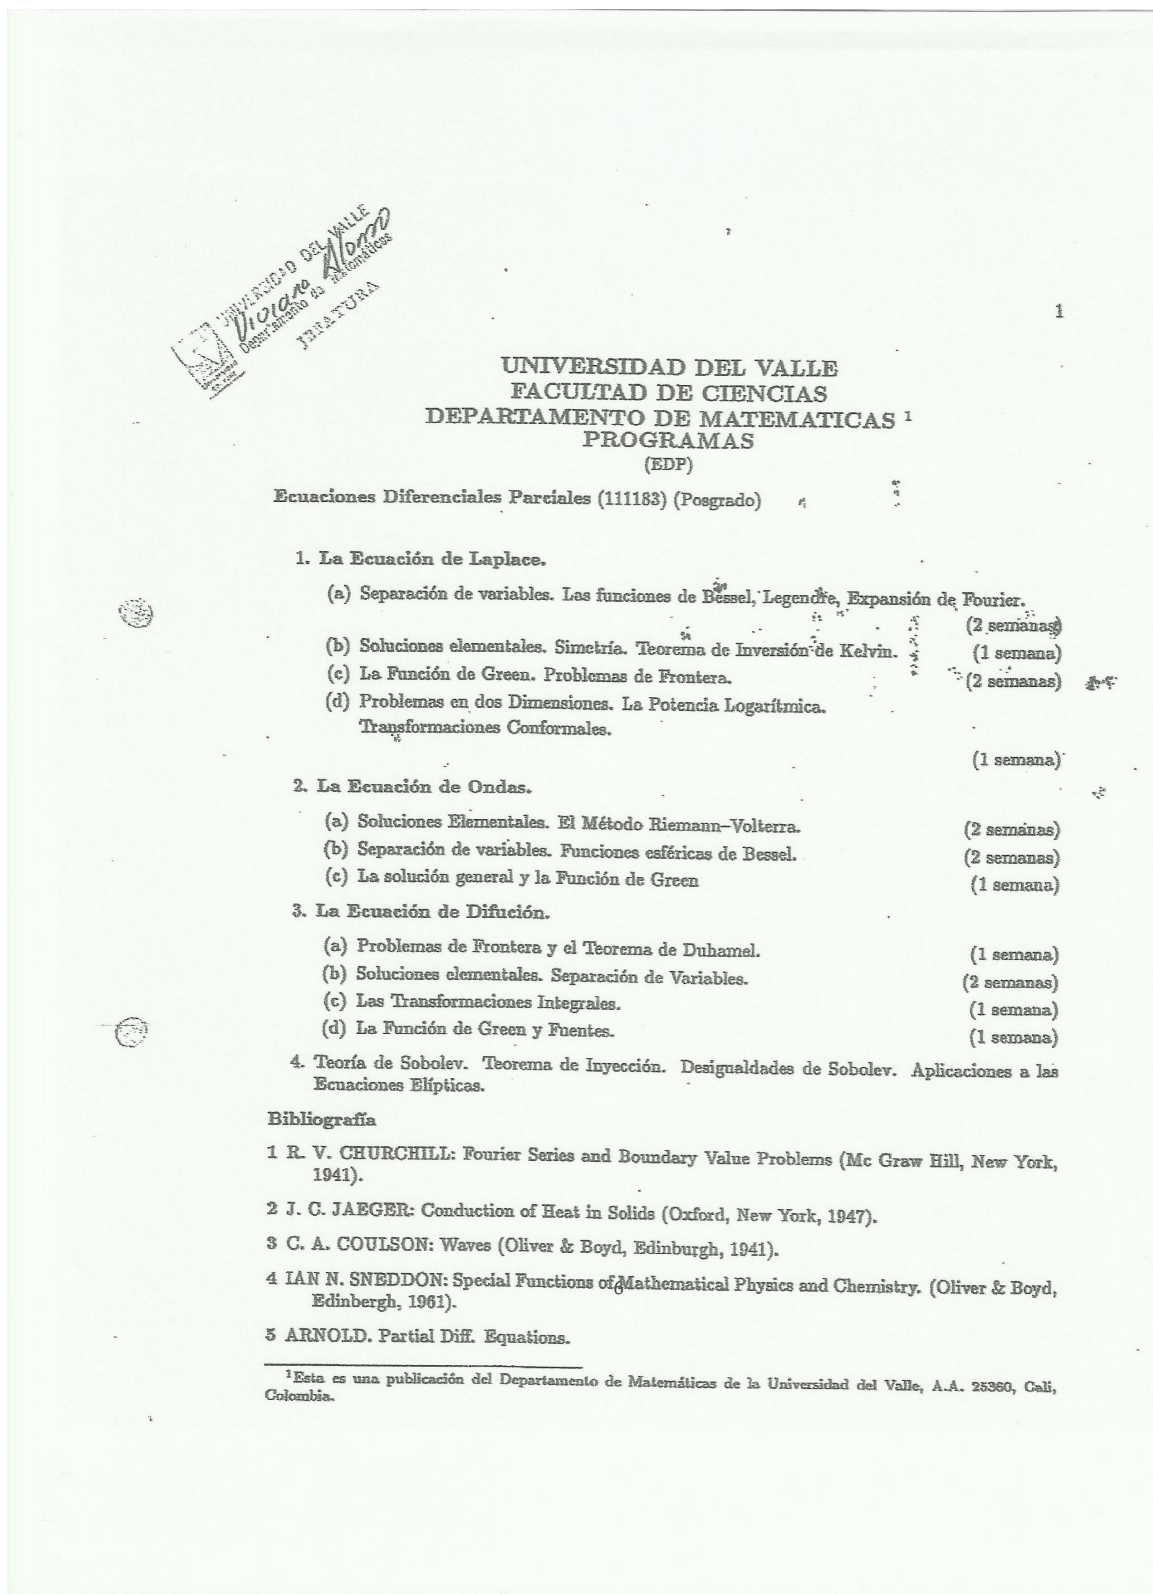 UNIVERSIDAD DEL VALLE
Viviana Alomo
Departamento de Matemáticas
JEFATURA
1
UNIVERSIDAD DEL VALLE
FACULTAD DE CIENCIAS
DEPARTAMENTO DE MATEMATICAS 1
PROGRAMAS
(EDP)
Ecuaciones Diferenciales Parciales (111183) (Posgrado)
1. La Ecuación de Laplace.
(a) Separación de variables. Las funciones de Bessel, Legendre, Expansión de Fourier.
(2 semanas)
(b) Soluciones elementales. Simetría. Teorema de Inversión de Kelvin. (1 semana)
(c) La Función de Green. Problemas de Frontera. (2 semanas)
(d) Problemas en dos Dimensiones. La Potencia Logarítmica.
Transformaciones Conformales.
(1 semana)
2. La Ecuación de Ondas.
(a) Soluciones Elementales. El Método Riemann–Volterra. (2 semanas)
(b) Separación de variables. Funciones esféricas de Bessel. (2 semanas)
(c) La solución general y la Función de Green (1 semana)
3. La Ecuación de Difución.
(a) Problemas de Frontera y el Teorema de Duhamel. (1 semana)
(b) Soluciones elementales. Separación de Variables. (2 semanas)
(c) Las Transformaciones Integrales. (1 semana)
(d) La Función de Green y Fuentes. (1 semana)
4. Teoría de Sobolev. Teorema de Inyección. Desigualdades de Sobolev. Aplicaciones a las
Ecuaciones Elípticas.
Bibliografía
1 R. V. CHURCHILL: Fourier Series and Boundary Value Problems (Mc Graw Hill, New York,
1941).
2 J. C. JAEGER: Conduction of Heat in Solids (Oxford, New York, 1947).
3 C. A. COULSON: Waves (Oliver & Boyd, Edinburgh, 1941).
4 IAN N. SNEDDON: Special Functions of Mathematical Physics and Chemistry. (Oliver & Boyd,
Edinbergh, 1961).
5 ARNOLD. Partial Diff. Equations.
1Esta es una publicación del Departamento de Matemáticas de la Universidad del Valle, A.A. 25360, Cali,
Colombia.